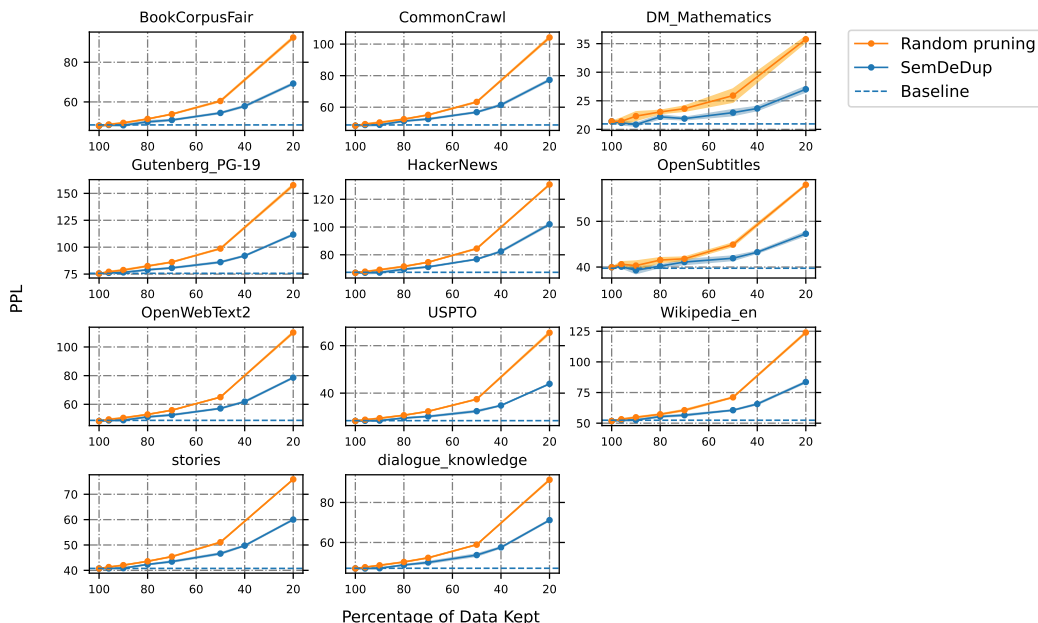 BookCorpusFair CommonCrawl DM_Mathematics
Random pruning
SemDeDup
Baseline
80
60
100 80 60 40 20
100
80
60
100 80 60 40 20
35
30
25
20
100 80 60 40 20
Gutenberg_PG-19 HackerNews OpenSubtitles
150
125
100
75
100 80 60 40 20
120
100
80
100 80 60 40 20
50
40
100 80 60 40 20
PPL
OpenWebText2 USPTO Wikipedia_en
100
80
60
100 80 60 40 20
60
40
100 80 60 40 20
125
100
75
50
100 80 60 40 20
stories dialogue_knowledge
70
60
50
40
100 80 60 40 20
80
60
100 80 60 40 20
Percentage of Data Kept